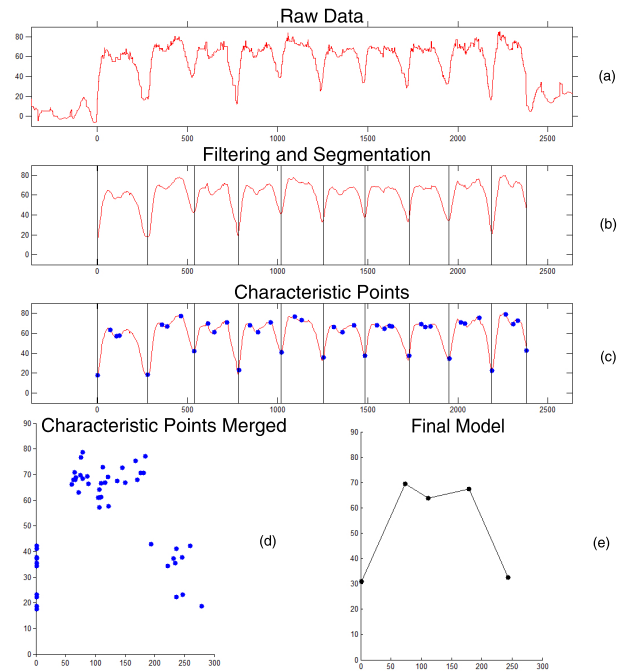 Raw Data
80
60
40
20
0
0 500 1000 1500 2000 2500
(a)
Filtering and Segmentation
80
60
40
20
0
0 500 1000 1500 2000 2500
(b)
Characteristic Points
80
60
40
20
0
0 500 1000 1500 2000 2500
(c)
Characteristic Points Merged
90
80
70
60
50
40
30
20
10
0
0 50 100 150 200 250 300
(d)
Final Model
90
80
70
60
50
40
30
20
10
0
0 50 100 150 200 250 300
(e)